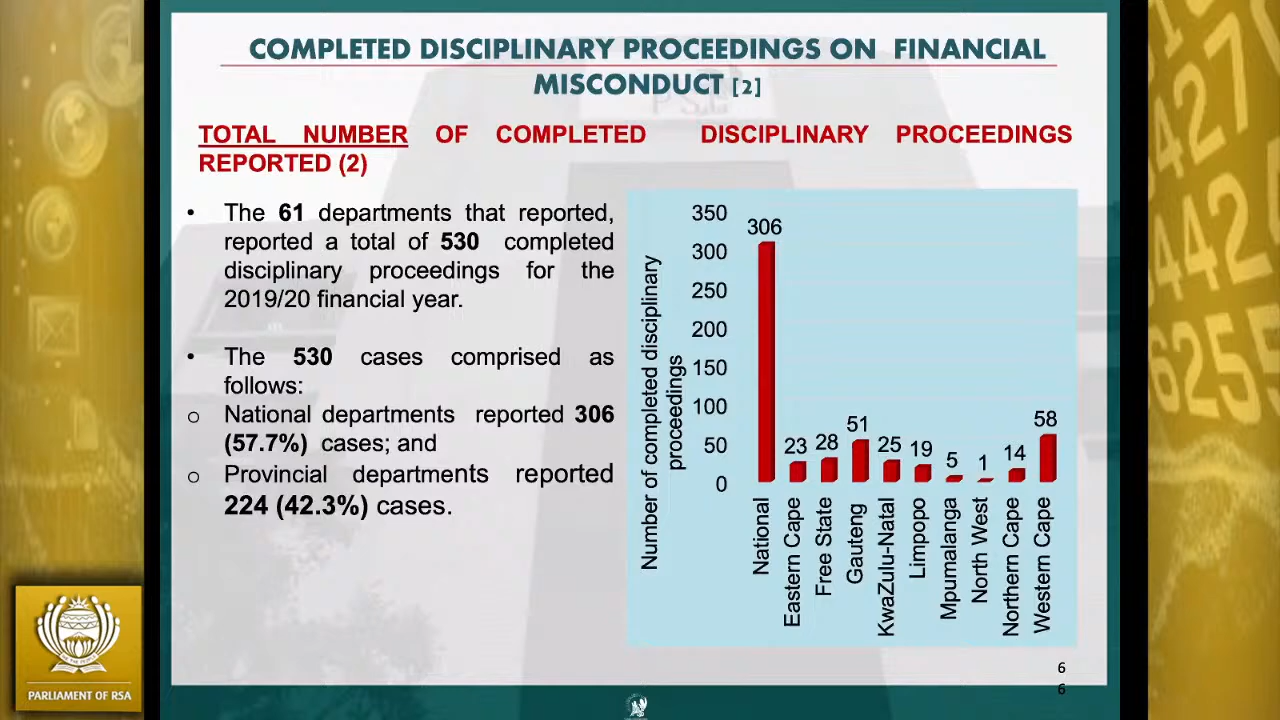 COMPLETED DISCIPLINARY PROCEEDINGS ON FINANCIAL
MISCONDUCT [2]
TOTAL NUMBER OF COMPLETED DISCIPLINARY PROCEEDINGS
REPORTED (2)
• The 61 departments that reported,
reported a total of 530 completed
disciplinary proceedings for the
2019/20 financial year.
• The 530 cases comprised as
follows:
o National departments reported 306
(57.7%) cases; and
o Provincial departments reported
224 (42.3%) cases.
Number of completed disciplinary
proceedings
350
300
250
200
150
100
50
0
306
23
28
51
25
19
5
1
14
58
National
Eastern Cape
Free State
Gauteng
KwaZulu-Natal
Limpopo
Mpumalanga
North West
Northern Cape
Western Cape
6
6
PARLIAMENT OF RSA